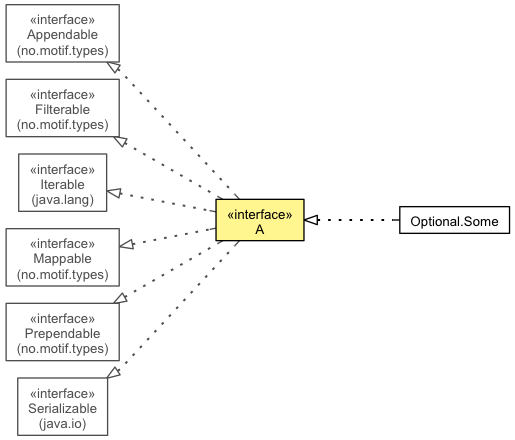 «interface»
Appendable
(no.motif.types)
«interface»
Filterable
(no.motif.types)
«interface»
Iterable
(java.lang)
«interface»
Mappable
(no.motif.types)
«interface»
Prependable
(no.motif.types)
«interface»
Serializable
(java.io)
«interface»
A
Optional.Some